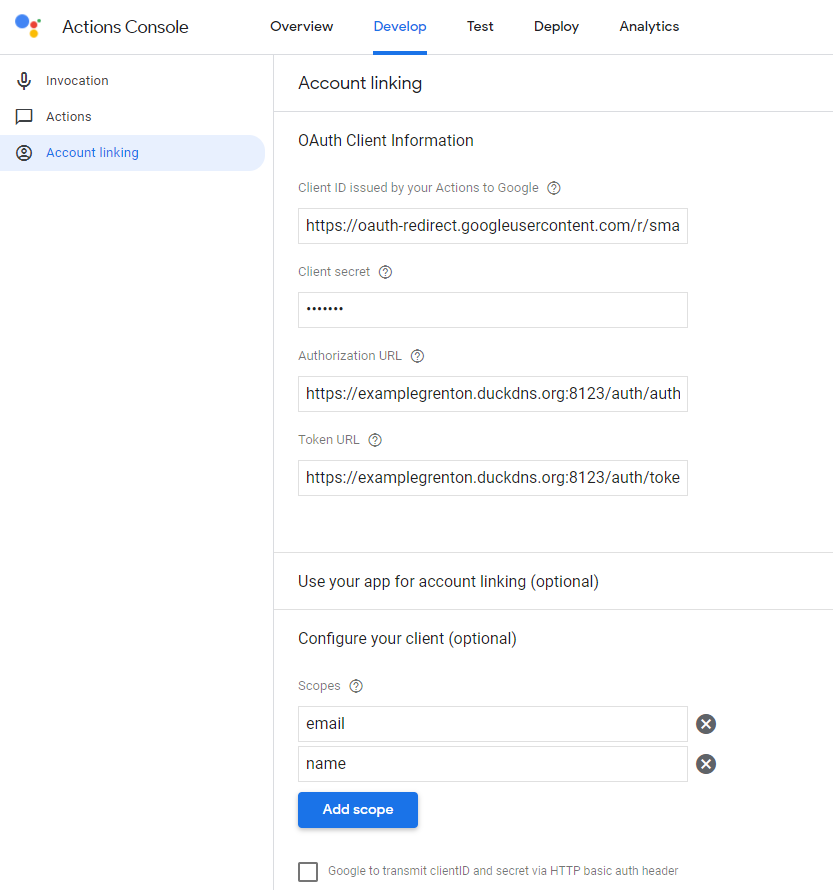 Actions Console
Overview
Develop
Test
Deploy
Analytics
Invocation
Actions
Account linking
Account linking
OAuth Client Information
Client ID issued by your Actions to Google
https://oauth-redirect.googleusercontent.com/r/sma
Client secret
•••••••
Authorization URL
https://examplegrenton.duckdns.org:8123/auth/auth
Token URL
https://examplegrenton.duckdns.org:8123/auth/toke
Use your app for account linking (optional)
Configure your client (optional)
Scopes
email
name
Add scope
Google to transmit clientID and secret via HTTP basic auth header